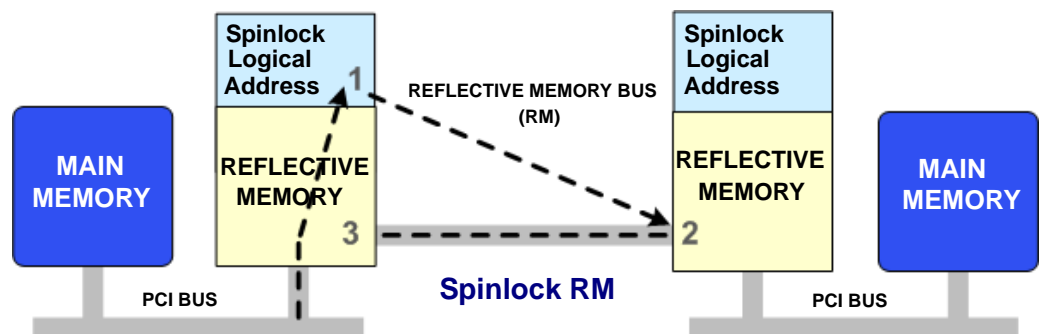 Spinlock
Logical
Address
1
REFLECTIVE MEMORY BUS
(RM)
Spinlock
Logical
Address
MAIN
MEMORY
REFLECTIVE
MEMORY
3
REFLECTIVE
MEMORY
2
MAIN
MEMORY
PCI BUS
Spinlock RM
PCI BUS